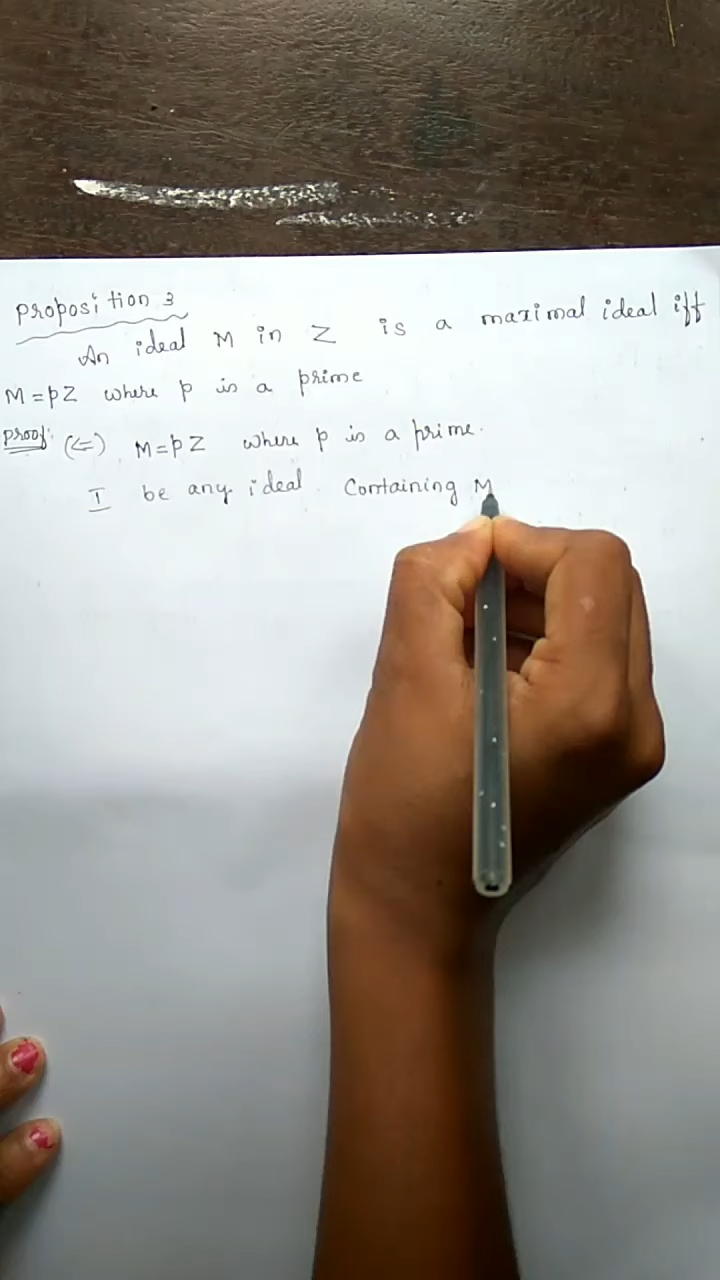 Proposition 3
An ideal M in Z is a maximal ideal iff
M = pZ where p is a prime
Proof: (⇐) M = pZ where p is a prime.
I be any ideal. Containing M